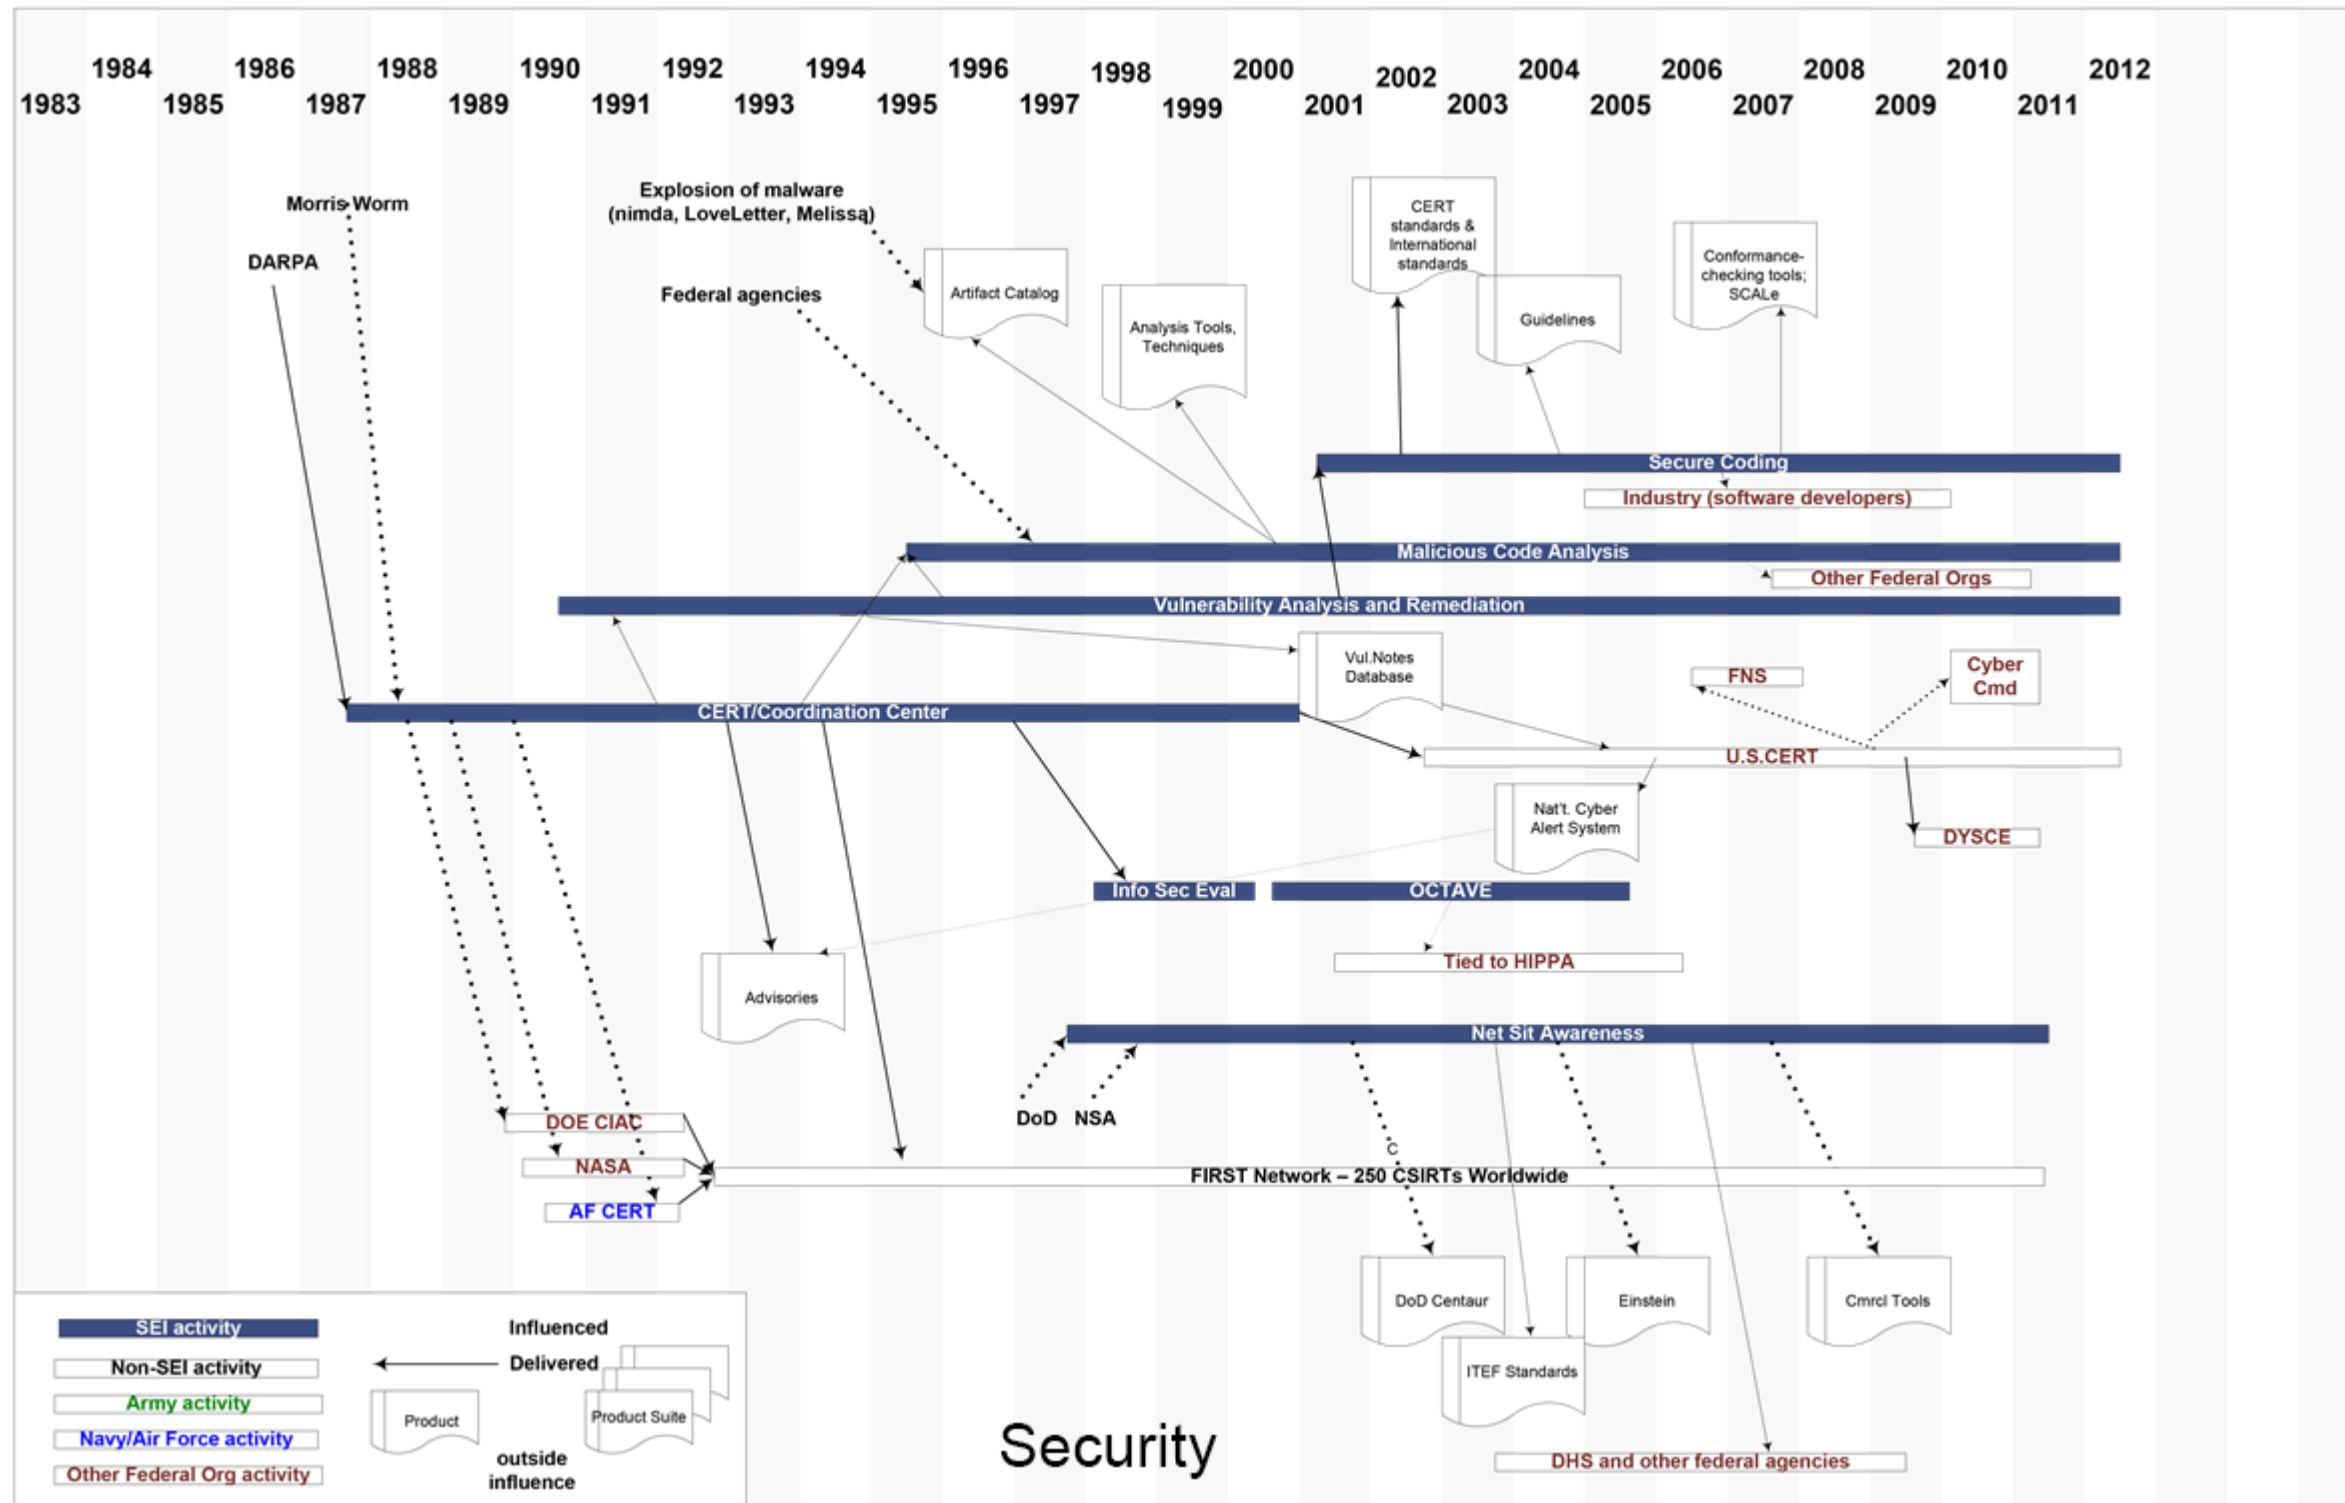 1984 1986 1988 1990 1992 1994 1996 1998 2000 2002 2004 2006 2008 2010 2012
1983 1985 1987 1989 1991 1993 1995 1997 1999 2001 2003 2005 2007 2009 2011
Morris Worm
DARPA
Explosion of malware
(nimda, LoveLetter, Melissa)
Federal agencies
Artifact Catalog
Analysis Tools,
Techniques
CERT
standards &
International
standards
Guidelines
Conformance-
checking tools;
SCALe
Secure Coding
Industry (software developers)
Malicious Code Analysis
Other Federal Orgs
Vulnerability Analysis and Remediation
Vul.Notes
Database
FNS
Cyber
Cmd
CERT/Coordination Center
U.S.CERT
Nat't. Cyber
Alert System
DYSCE
Info Sec Eval
OCTAVE
Tied to HIPPA
Advisories
Net Sit Awareness
DoD NSA
C
DOE CIAC
NASA
AF CERT
FIRST Network – 250 CSIRTs Worldwide
DoD Centaur
Einstein
Cmrcl Tools
ITEF Standards
DHS and other federal agencies
SEI activity
Non-SEI activity
Army activity
Navy/Air Force activity
Other Federal Org activity
Influenced
Delivered
Product
Product Suite
outside
influence
Security